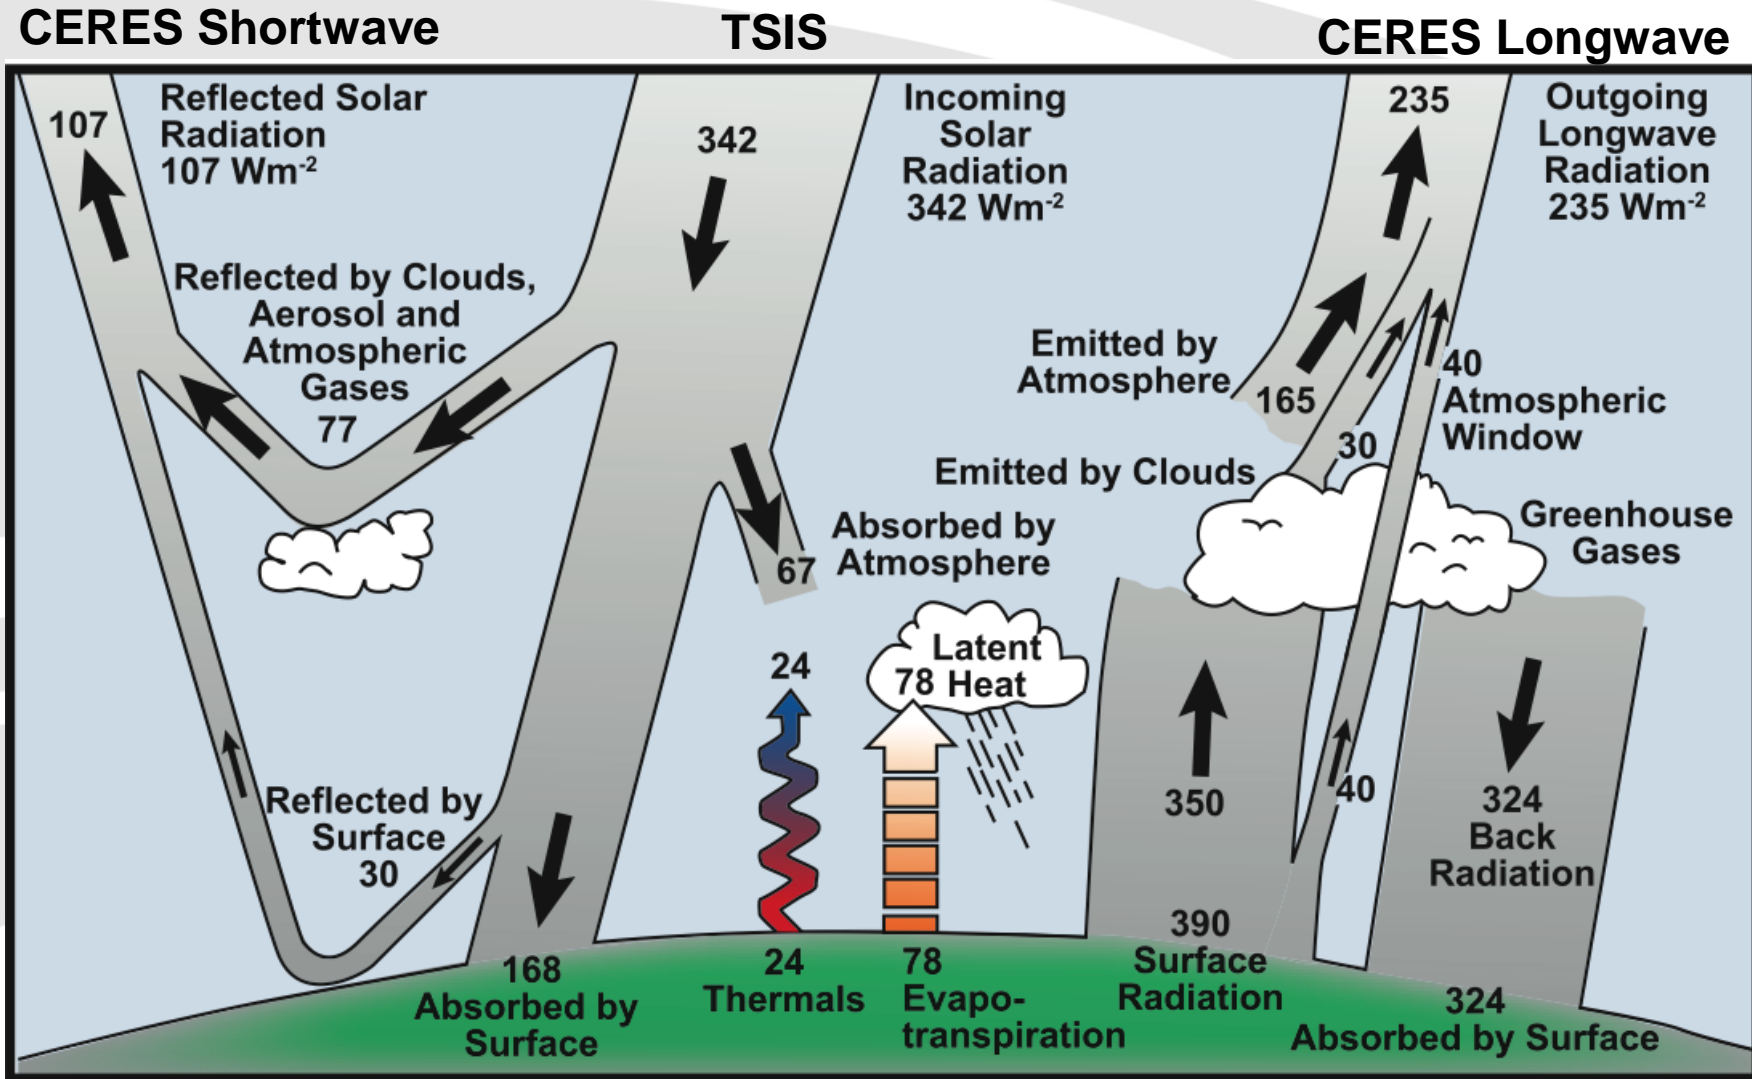 CERES Shortwave
TSIS
CERES Longwave
107
Reflected Solar
Radiation
107 Wm⁻²
342
Incoming
Solar
Radiation
342 Wm⁻²
235
Outgoing
Longwave
Radiation
235 Wm⁻²
Reflected by Clouds,
Aerosol and
Atmospheric
Gases
77
Emitted by
Atmosphere
165
40
Atmospheric
Window
30
Emitted by Clouds
Absorbed by
Atmosphere
67
Greenhouse
Gases
24
Latent
78 Heat
Reflected by
Surface
30
350
40
324
Back
Radiation
168
Absorbed by
Surface
24
Thermals
78
Evapo-
transpiration
390
Surface
Radiation
324
Absorbed by Surface